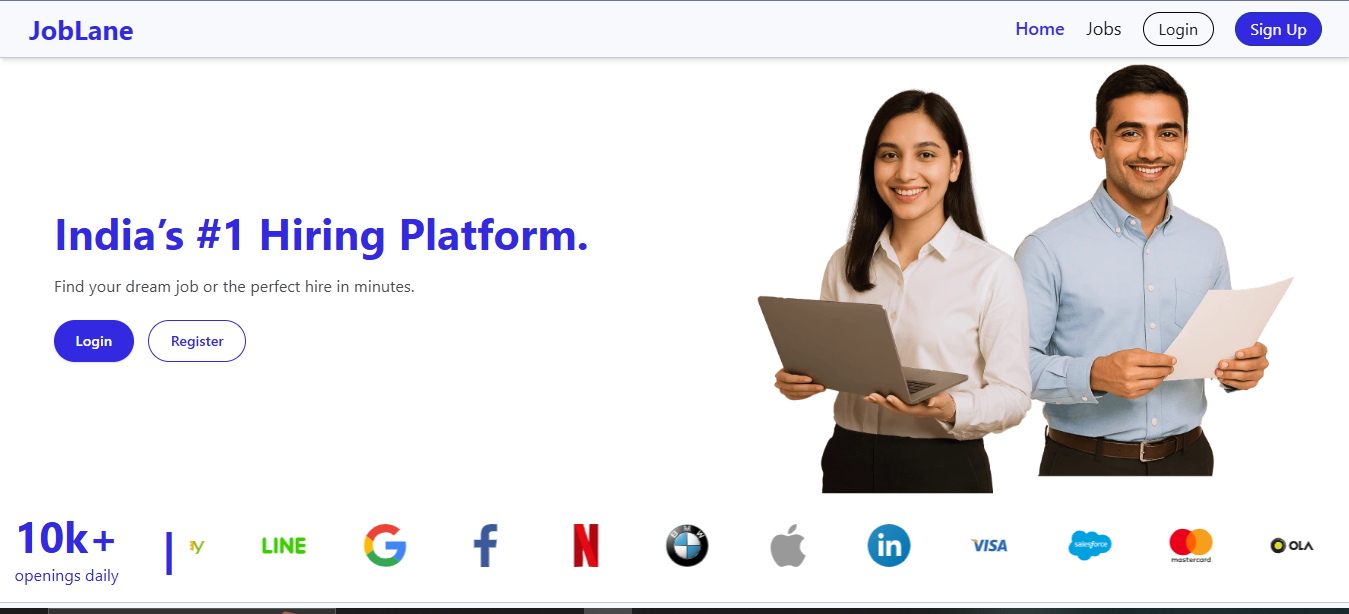 JobLane
Home Jobs Login Sign Up
India’s #1 Hiring Platform.
Find your dream job or the perfect hire in minutes.
Login Register
10k+
openings daily
LINE
BMW
in
VISA
salesforce
mastercard
OLA